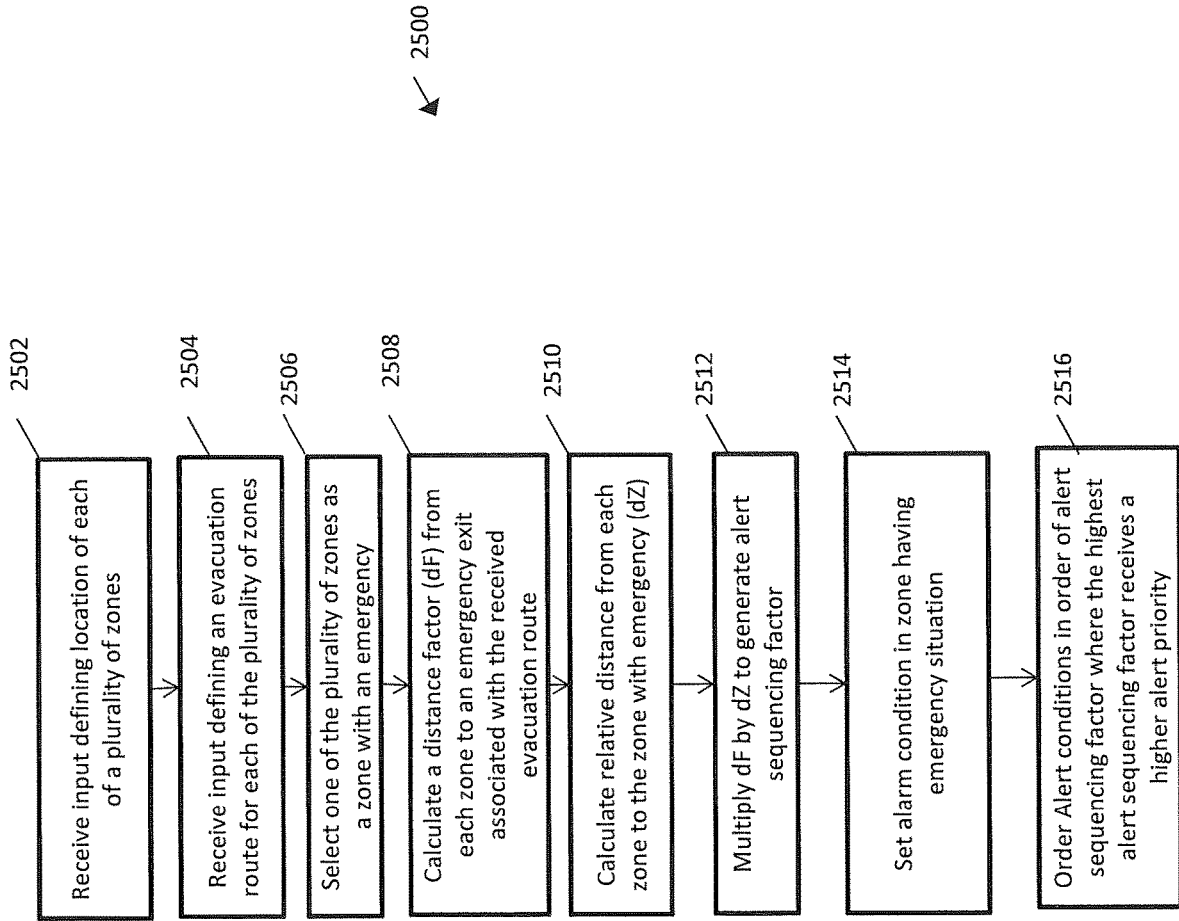 2500
2502
Receive input defining location of each
of a plurality of zones
2504
Receive input defining an evacuation
route for each of the plurality of zones
2506
Select one of the plurality of zones as
a zone with an emergency
2508
Calculate a distance factor (dF) from
each zone to an emergency exit
associated with the received
evacuation route
2510
Calculate relative distance from each
zone to the zone with emergency (dZ)
2512
Multiply dF by dZ to generate alert
sequencing factor
2514
Set alarm condition in zone having
emergency situation
2516
Order Alert conditions in order of alert
sequencing factor where the highest
alert sequencing factor receives a
higher alert priority